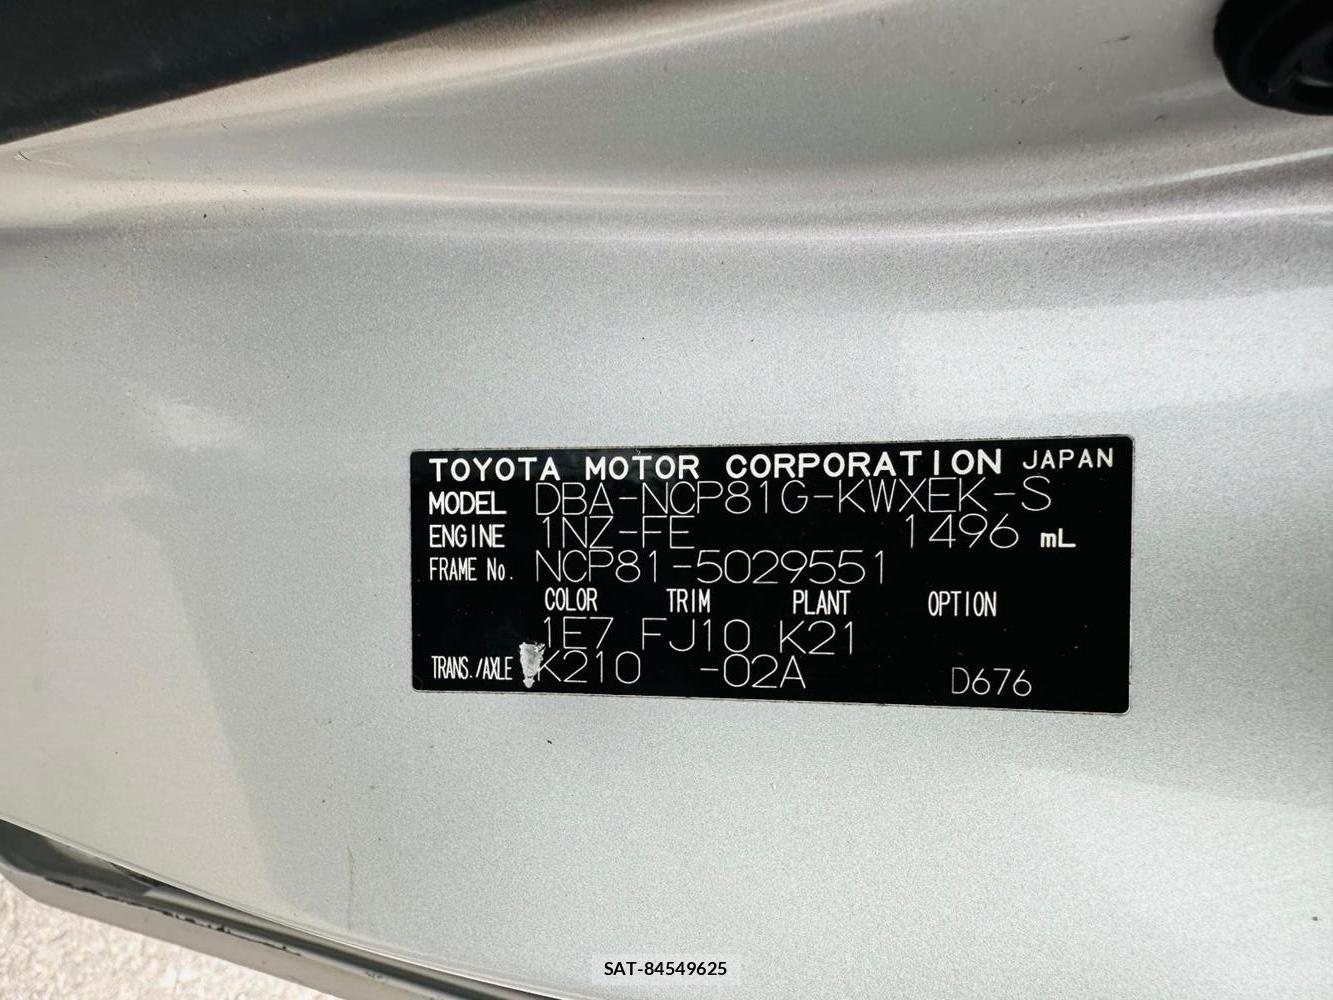 TOYOTA MOTOR CORPORATION JAPAN
MODEL DBA-NCP81G-KWXEK-S
ENGINE 1NZ-FE 1496 mL
FRAME No. NCP81-5029551
COLOR TRIM PLANT OPTION
1E7 FJ10 K21
TRANS./AXLE K210 -02A D676
SAT-84549625